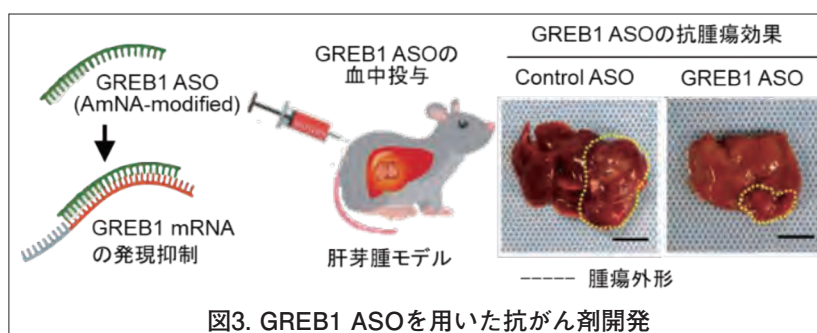 GREB1 ASO
(AmNA-modified)
GREB1 mRNA
の発現抑制
GREB1 ASOの
血中投与
肝芽腫モデル
GREB1 ASOの抗腫瘍効果
Control ASO
GREB1 ASO
----- 腫瘍外形
図3. GREB1 ASOを用いた抗がん剤開発